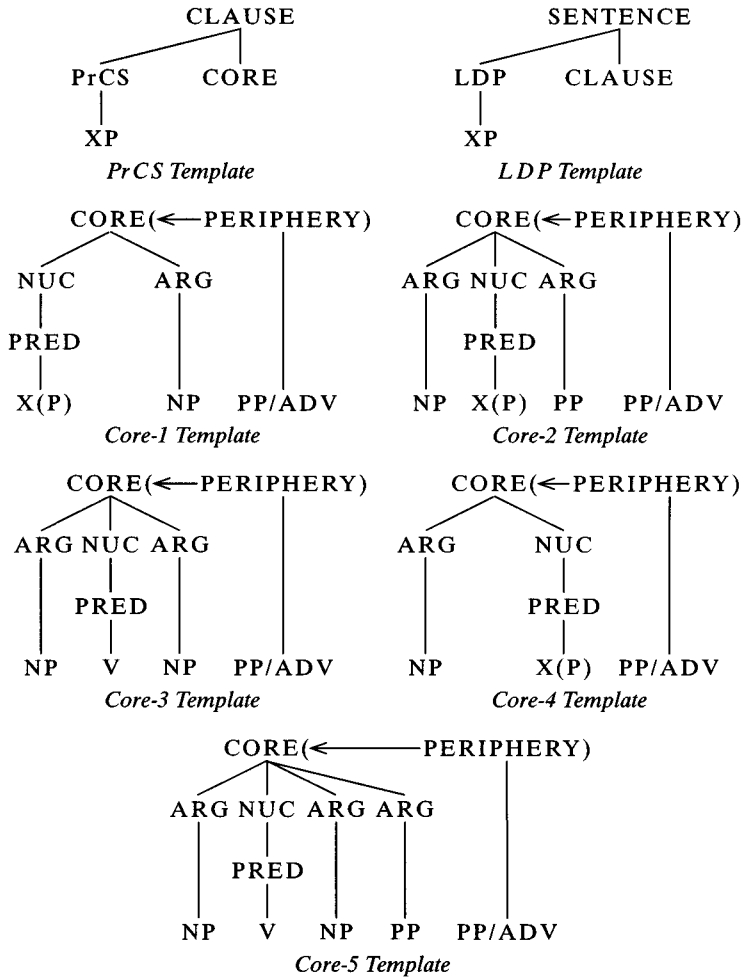 CLAUSE SENTENCE
PrCS CORE LDP CLAUSE
XP XP
PrCS Template LDP Template
CORE(← PERIPHERY) CORE(←PERIPHERY)
NUC ARG ARG NUC ARG
PRED PRED
X(P) NP PP/ADV NP X(P) PP PP/ADV
Core-1 Template Core-2 Template
CORE(←PERIPHERY) CORE(←PERIPHERY)
ARG NUC ARG ARG NUC
PRED PRED
NP V NP PP/ADV NP X(P) PP/ADV
Core-3 Template Core-4 Template
CORE(← PERIPHERY)
ARG NUC ARG ARG
PRED
NP V NP PP PP/ADV
Core-5 Template